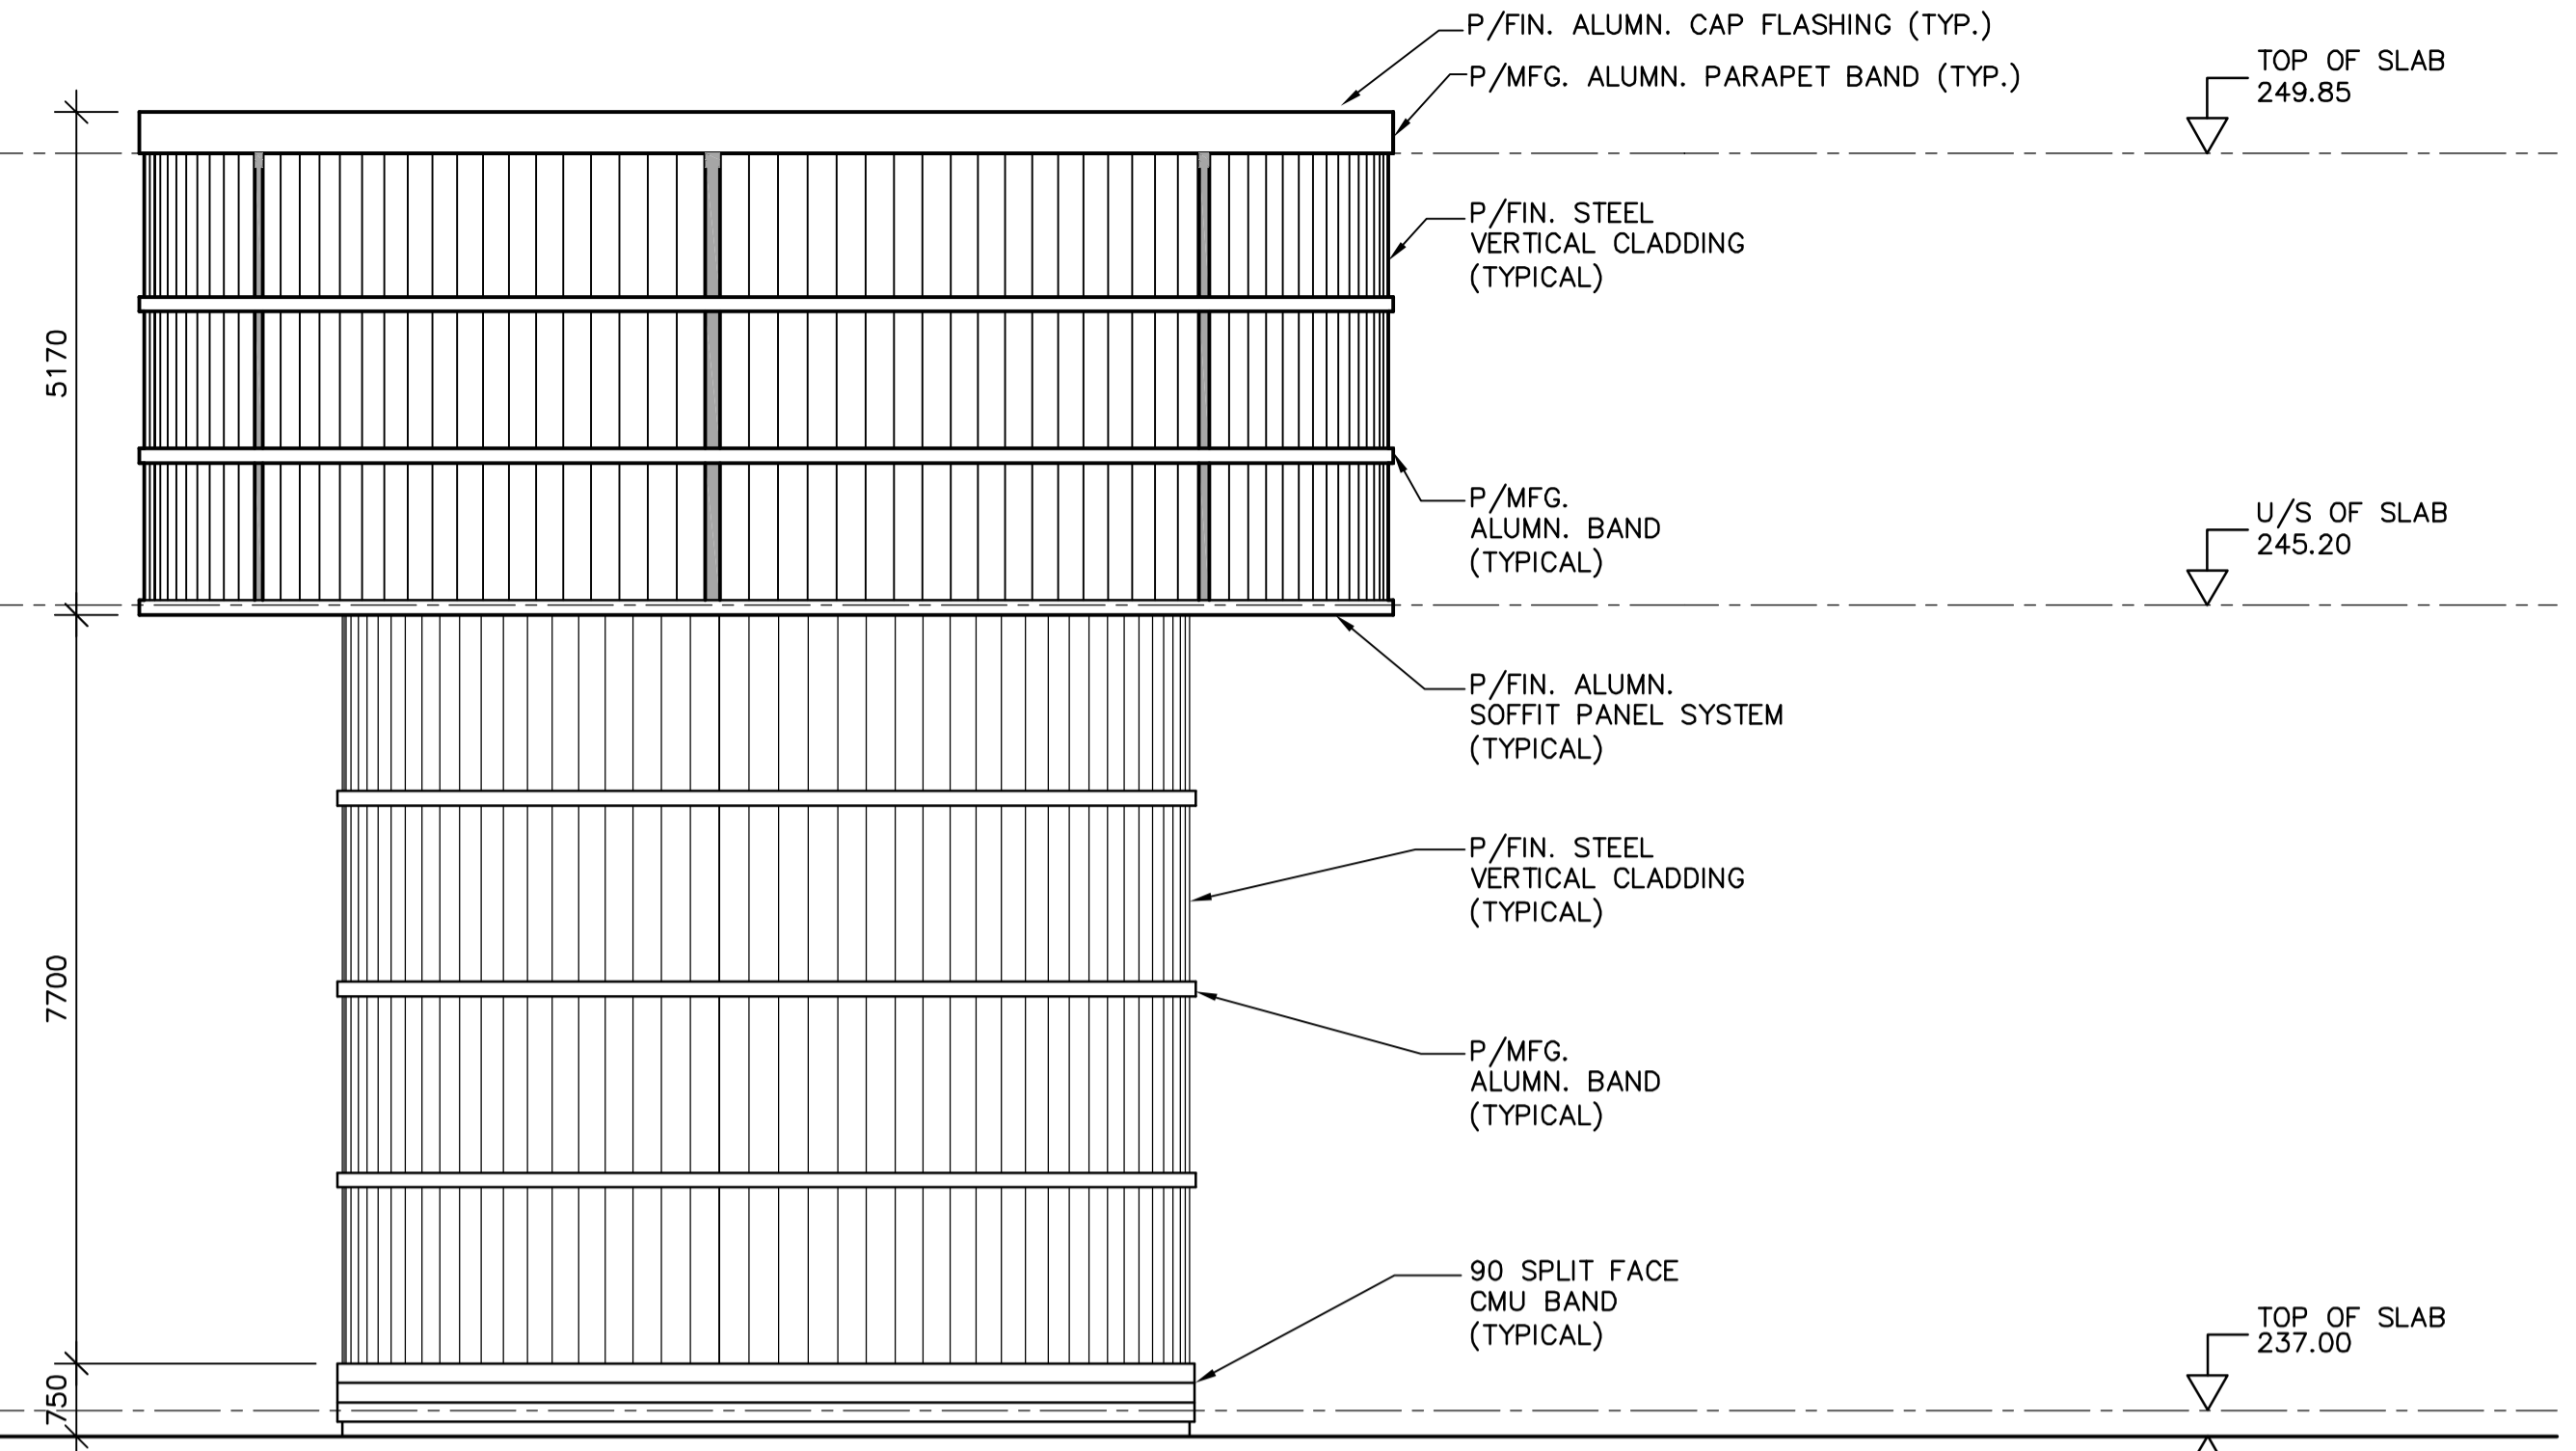 P/FIN. ALUMN. CAP FLASHING (TYP.)
P/MFG. ALUMN. PARAPET BAND (TYP.)
TOP OF SLAB
249.85
P/FIN. STEEL
VERTICAL CLADDING
(TYPICAL)
5170
P/MFG.
ALUMN. BAND
(TYPICAL)
U/S OF SLAB
245.20
P/FIN. ALUMN.
SOFFIT PANEL SYSTEM
(TYPICAL)
P/FIN. STEEL
VERTICAL CLADDING
(TYPICAL)
7700
P/MFG.
ALUMN. BAND
(TYPICAL)
90 SPLIT FACE
CMU BAND
(TYPICAL)
TOP OF SLAB
237.00
750